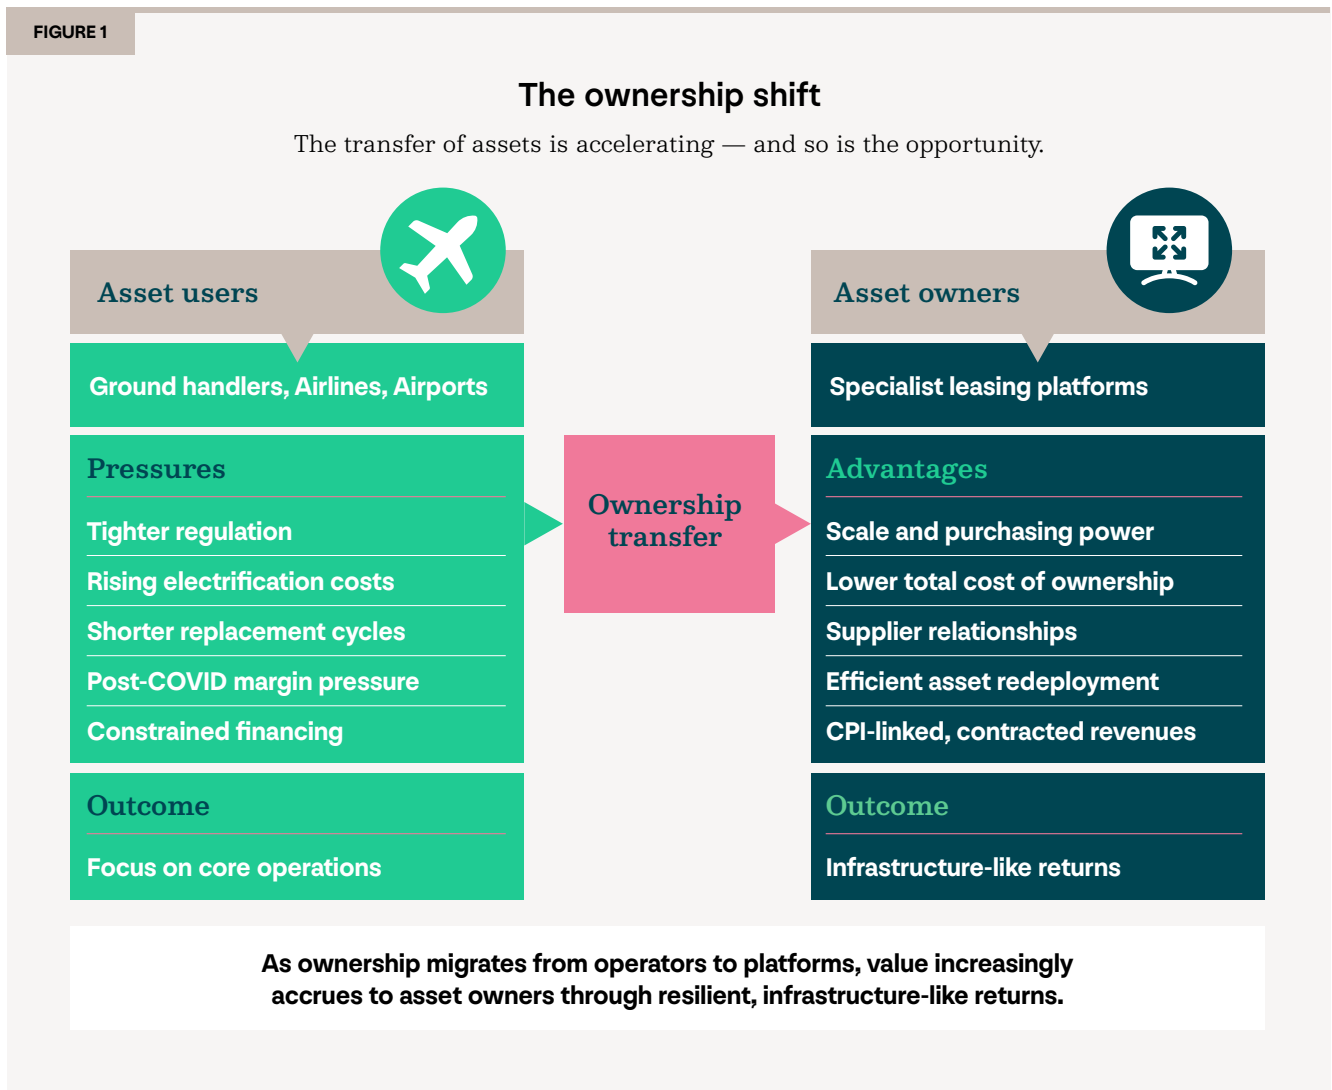 FIGURE 1
The ownership shift
The transfer of assets is accelerating — and so is the opportunity.
Asset users
Ground handlers, Airlines, Airports
Pressures
Tighter regulation
Rising electrification costs
Shorter replacement cycles
Post-COVID margin pressure
Constrained financing
Outcome
Focus on core operations
Ownership
transfer
Asset owners
Specialist leasing platforms
Advantages
Scale and purchasing power
Lower total cost of ownership
Supplier relationships
Efficient asset redeployment
CPI-linked, contracted revenues
Outcome
Infrastructure-like returns
As ownership migrates from operators to platforms, value increasingly
accrues to asset owners through resilient, infrastructure-like returns.